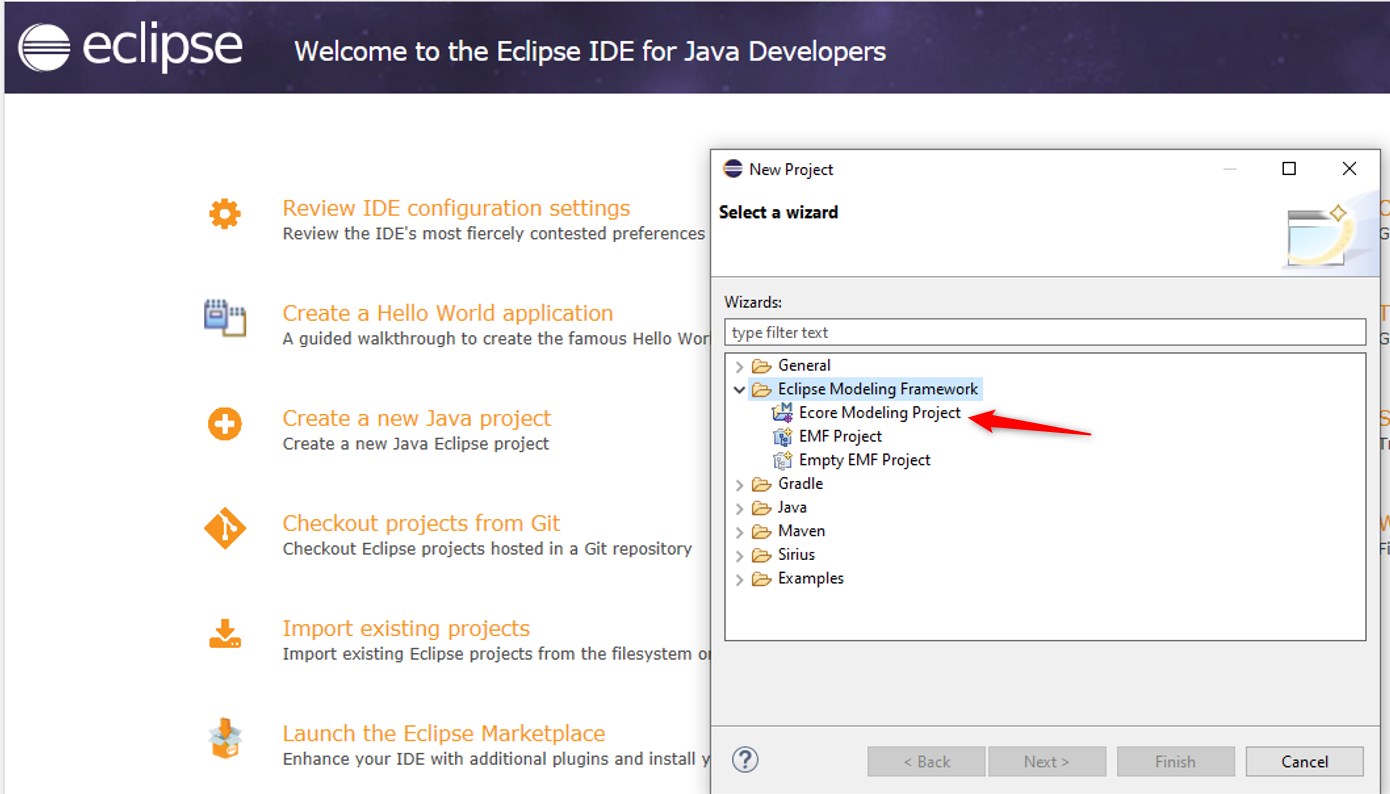 eclipse
Welcome to the Eclipse IDE for Java Developers
Review IDE configuration settings
Review the IDE's most fiercely contested preferences
Create a Hello World application
A guided walkthrough to create the famous Hello
Create a new Java project
Create a new Java Eclipse project
Checkout projects from Git
Checkout Eclipse projects hosted in a Git repository
Import existing projects
Import existing Eclipse projects from the filesystem
Launch the Eclipse Marketplace
Enhance your IDE with additional plugins and install
New Project
Select a wizard
Wizards:
type filter text
General
Eclipse Modeling Framework
Ecore Modeling Project
EMF Project
Empty EMF Project
Gradle
Java
Maven
Sirius
Examples
?
< Back
Next >
Finish
Cancel